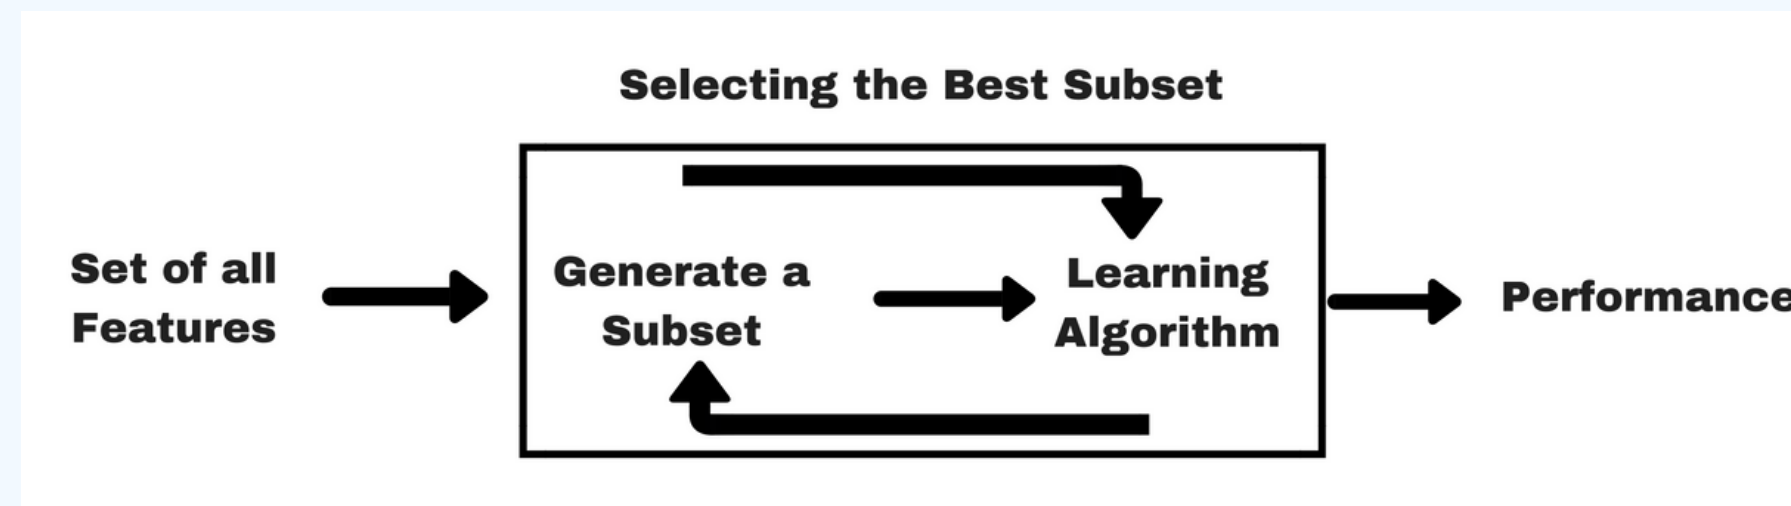 Selecting the Best Subset
Set of all
Features
Generate a
Subset
Learning
Algorithm
Performance